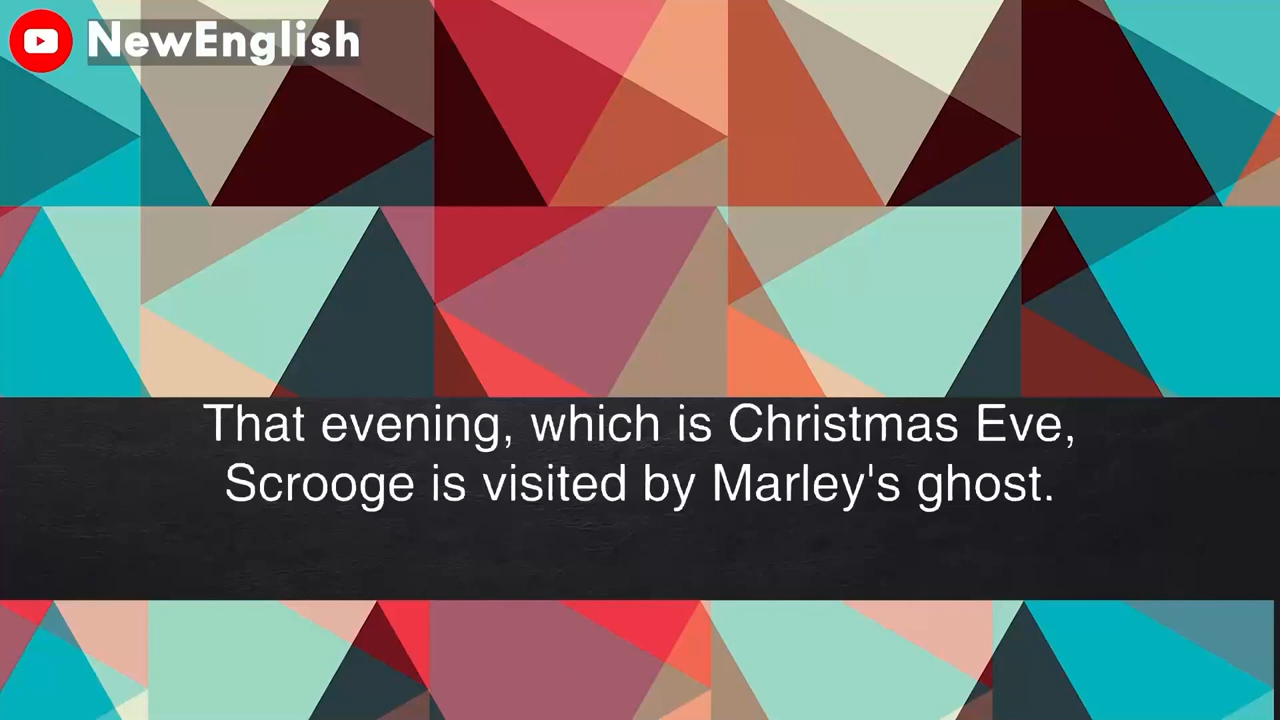 NewEnglish
That evening, which is Christmas Eve,
Scrooge is visited by Marley's ghost.